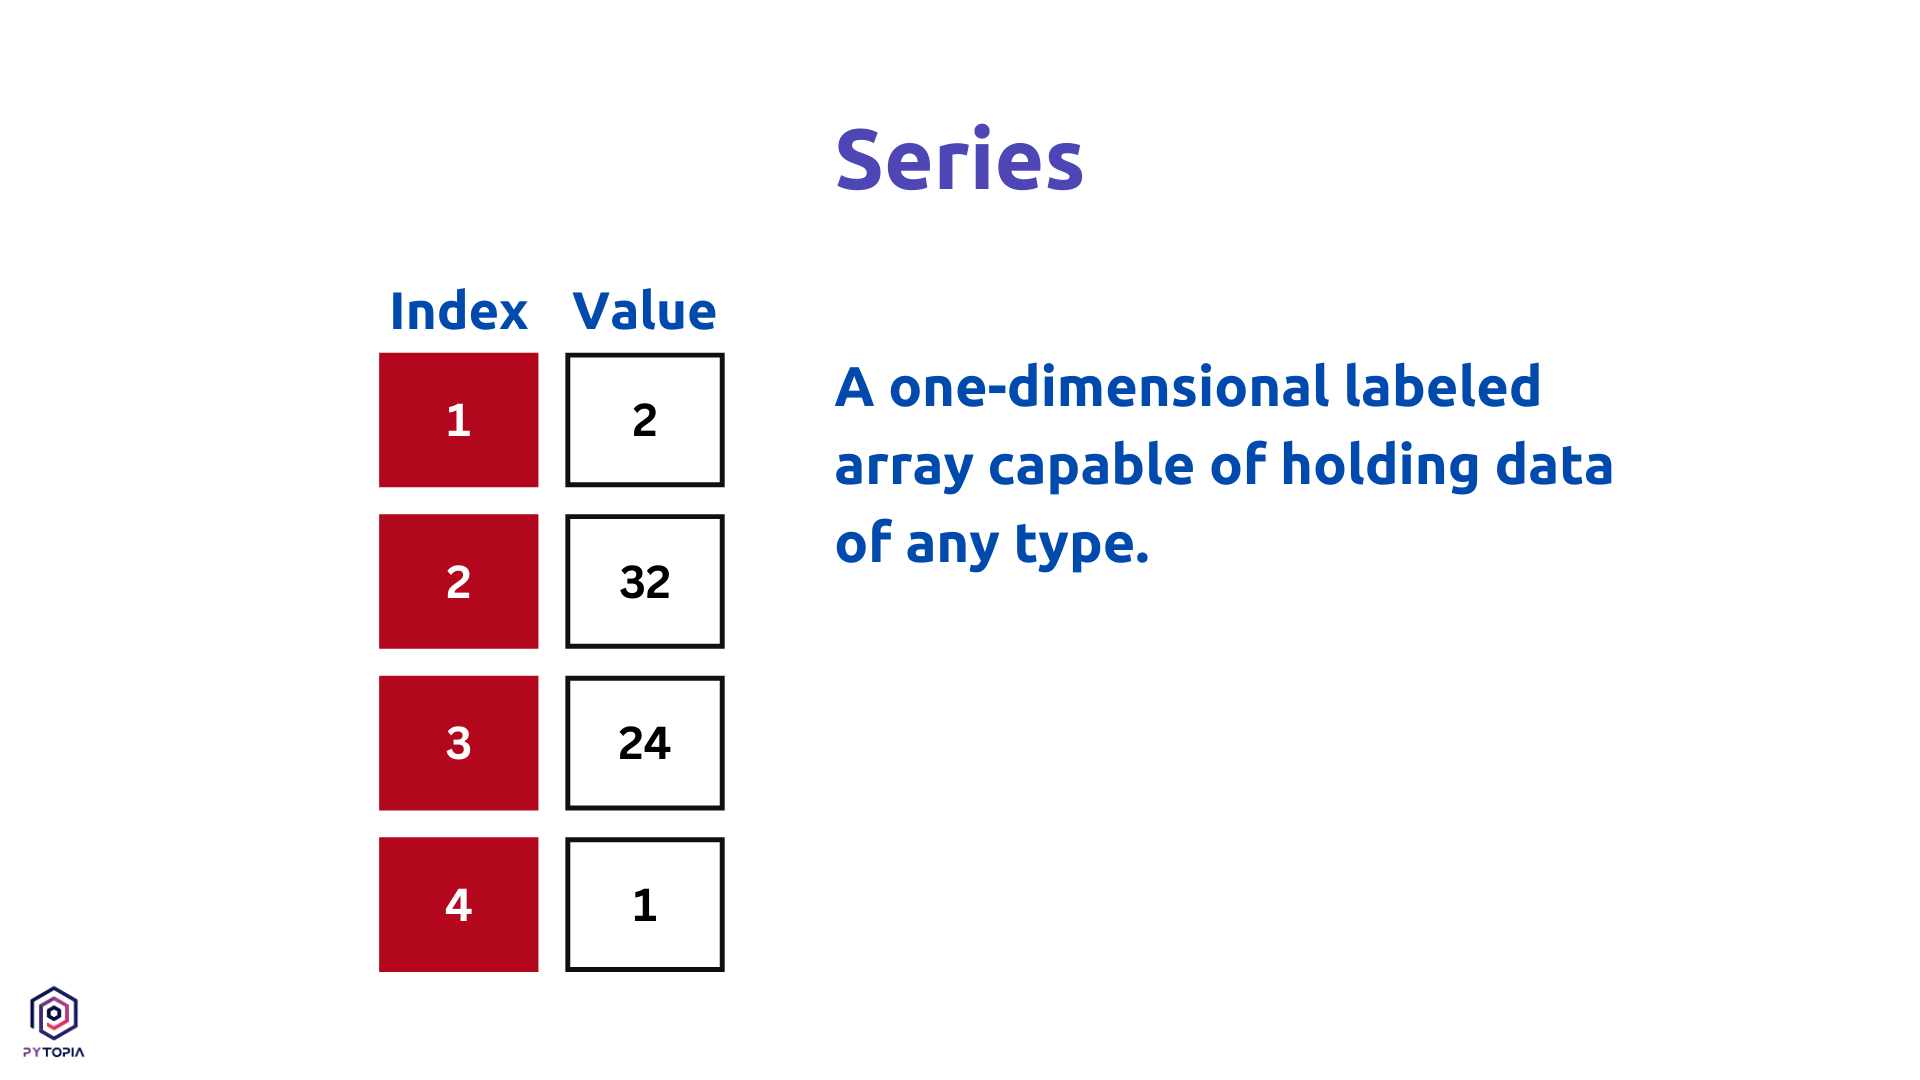 Series
Index Value
1 2
2 32
3 24
4 1
A one-dimensional labeled
array capable of holding data
of any type.
PYTOPIA